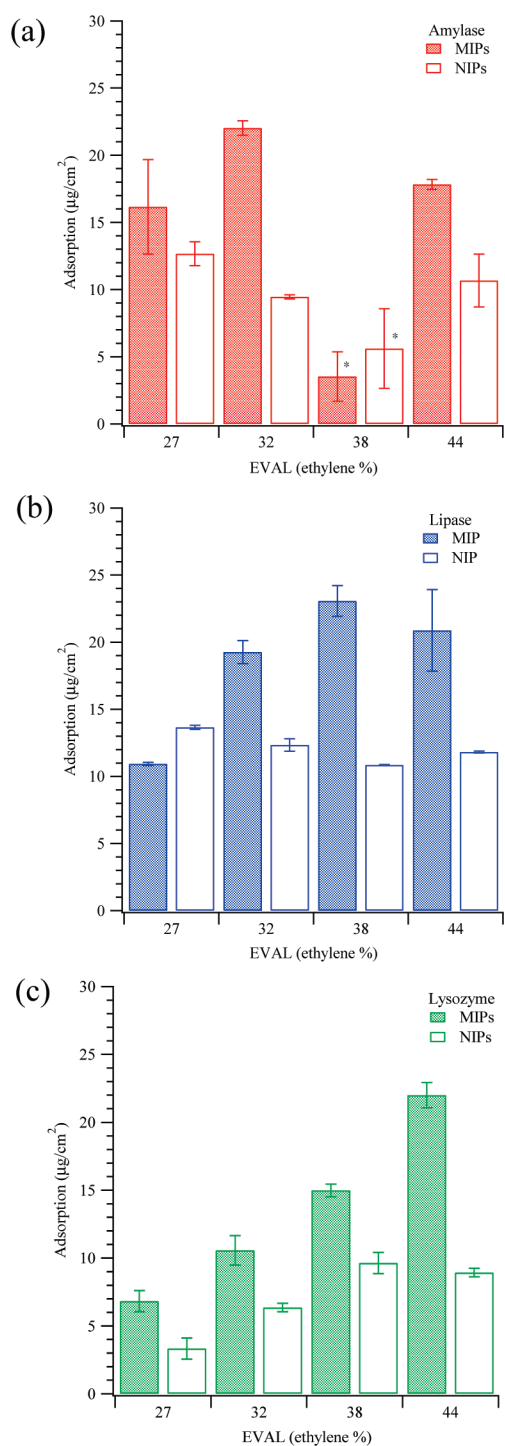 (a)
Amylase
MIPs
NIPs
30
25
20
15
10
5
0
Adsorption (µg/cm²)
27 32 38 44
* *
EVAL (ethylene %)
(b)
Lipase
MIP
NIP
30
25
20
15
10
5
0
Adsorption (µg/cm²)
27 32 38 44
EVAL (ethylene %)
(c)
Lysozyme
MIPs
NIPs
30
25
20
15
10
5
0
Adsorption (µg/cm²)
27 32 38 44
EVAL (ethylene %)